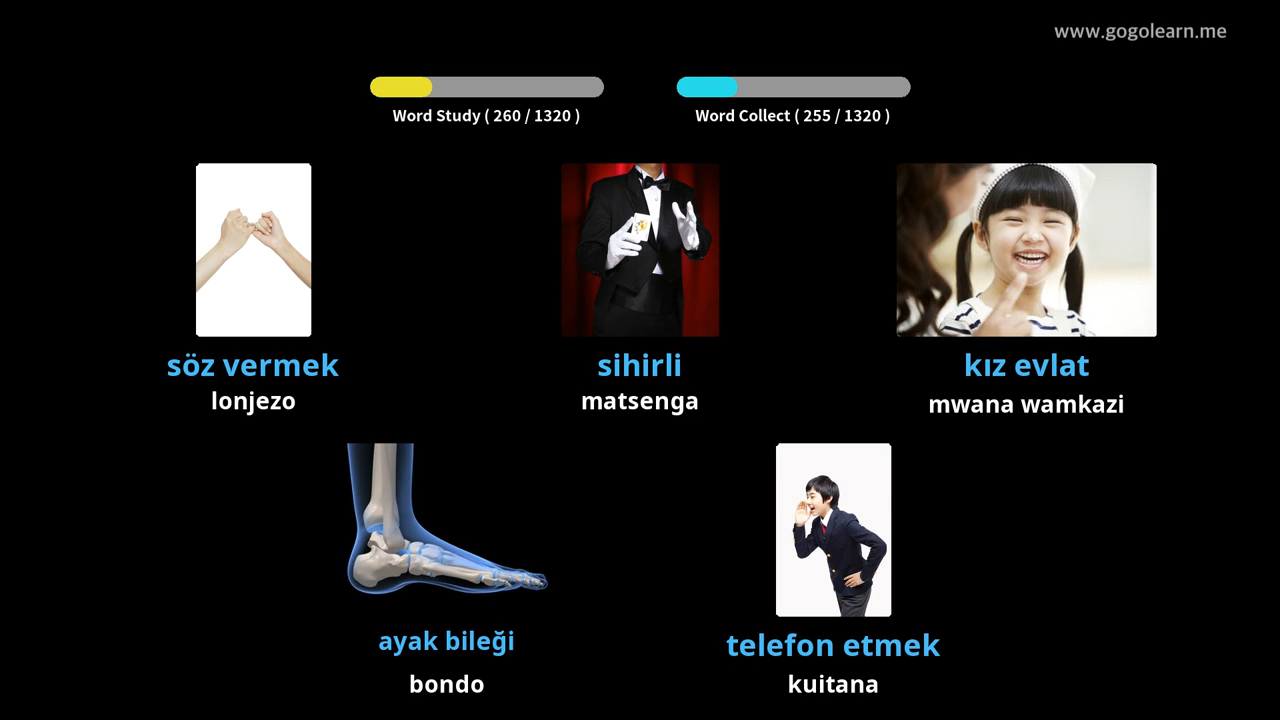 www.gogolearn.me
Word Study ( 260 / 1320 )
Word Collect ( 255 / 1320 )
söz vermek
lonjezo
sihirli
matsenga
kız evlat
mwana wamkazi
ayak bileği
bondo
telefon etmek
kuitana